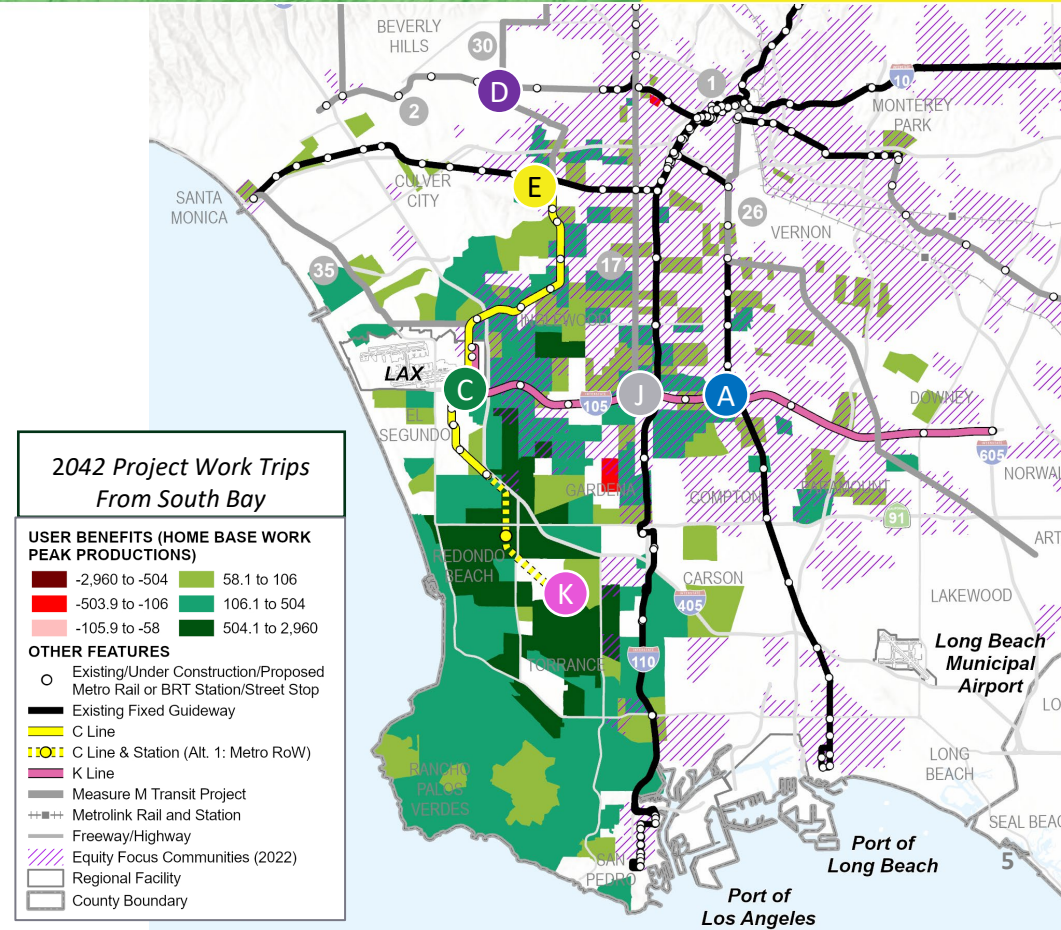 BEVERLY
HILLS
30
D
1
10
2
MONTEREY
PARK
SANTA
MONICA
CULVER
CITY
E
26
VERNON
35
17
INGLEWOOD
LAX
C
105
J
A
DOWNEY
EL
SEGUNDO
605
NORWAL
GARDENA
COMPTON
PARAMOUNT
91
ART
REDONDO
BEACH
K
CARSON
405
LAKEWOOD
TORRANCE
110
Long Beach
Municipal
Airport
LO
RANCHO
PALOS
VERDES
LONG
BEACH
SEAL BEAC
5
SAN
PEDRO
Port of
Long Beach
Port of
Los Angeles
2042 Project Work Trips
From South Bay
USER BENEFITS (HOME BASE WORK
PEAK PRODUCTIONS)
-2,960 to -504 58.1 to 106
-503.9 to -106 106.1 to 504
-105.9 to -58 504.1 to 2,960
OTHER FEATURES
Existing/Under Construction/Proposed
Metro Rail or BRT Station/Street Stop
Existing Fixed Guideway
C Line
C Line & Station (Alt. 1: Metro RoW)
K Line
Measure M Transit Project
Metrolink Rail and Station
Freeway/Highway
Equity Focus Communities (2022)
Regional Facility
County Boundary